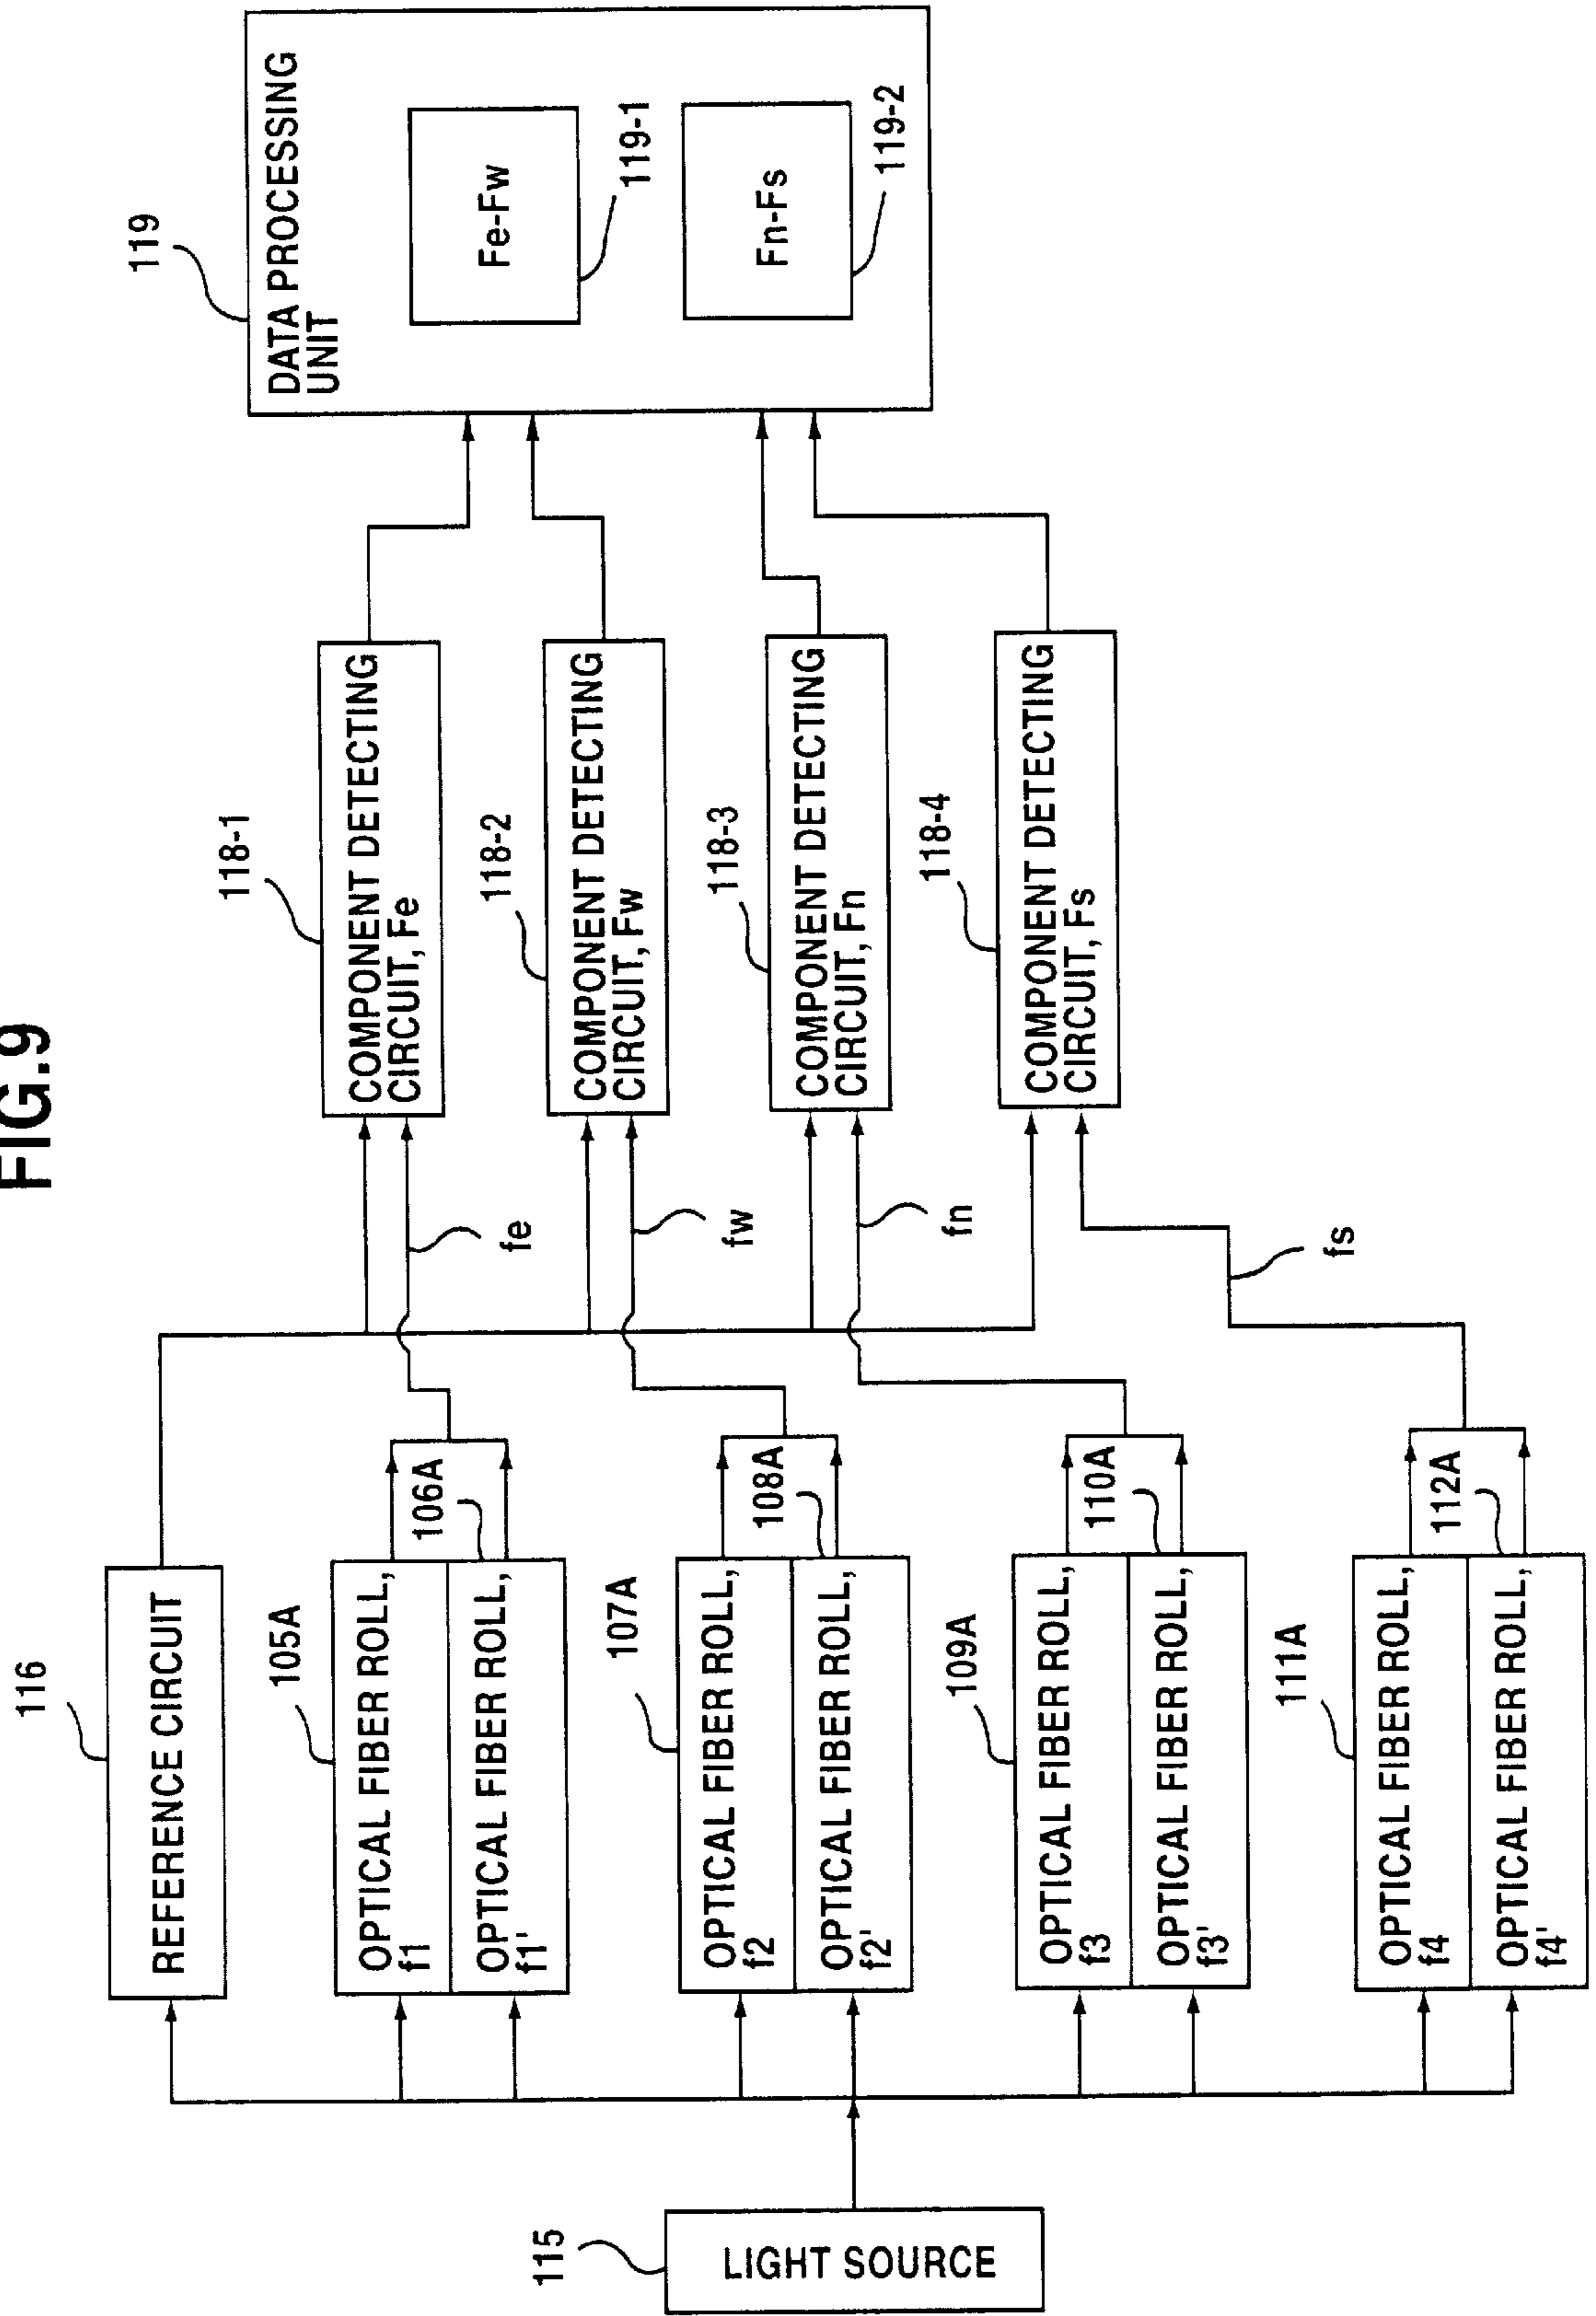 FIG.9
115
LIGHT SOURCE
116
REFERENCE CIRCUIT
105A
OPTICAL FIBER ROLL,
f1
OPTICAL FIBER ROLL,
f1'
106A
107A
OPTICAL FIBER ROLL,
f2
OPTICAL FIBER ROLL,
f2'
108A
109A
OPTICAL FIBER ROLL,
f3
OPTICAL FIBER ROLL,
f3'
110A
111A
OPTICAL FIBER ROLL,
f4
OPTICAL FIBER ROLL,
f4'
112A
fe
fw
fn
fs
118-1
COMPONENT DETECTING
CIRCUIT, Fe
118-2
COMPONENT DETECTING
CIRCUIT, Fw
118-3
COMPONENT DETECTING
CIRCUIT, Fn
118-4
COMPONENT DETECTING
CIRCUIT, Fs
119
DATA PROCESSING
UNIT
Fe-Fw
119-1
Fn-Fs
119-2